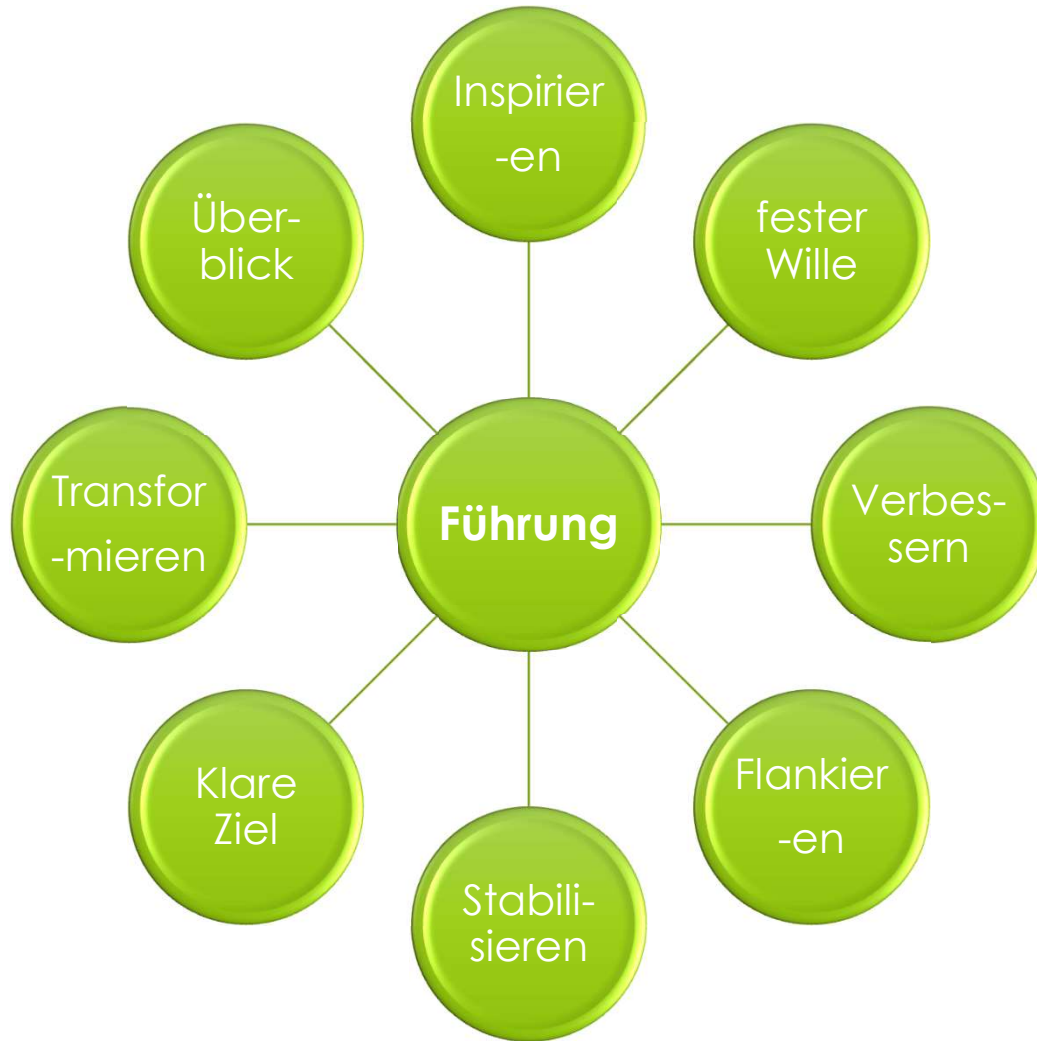 Inspirier
-en
Über-
blick
fester
Wille
Transfor
-mieren
Führung
Verbes-
sern
Klare
Ziel
Flankier
-en
Stabili-
sieren